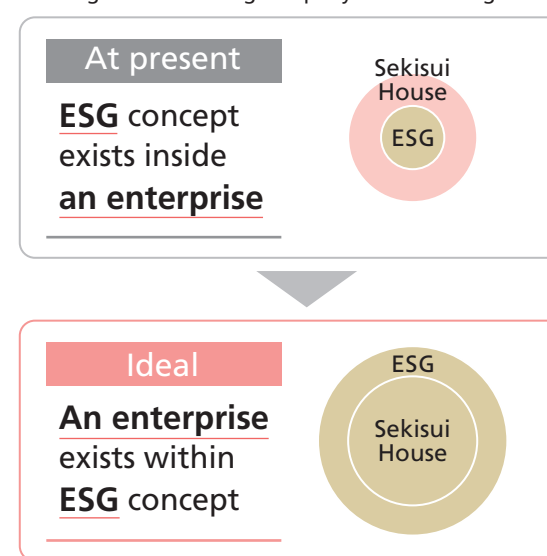 At present
ESG concept
exists inside
an enterprise
Sekisui
House
ESG
Ideal
An enterprise
exists within
ESG concept
ESG
Sekisui
House